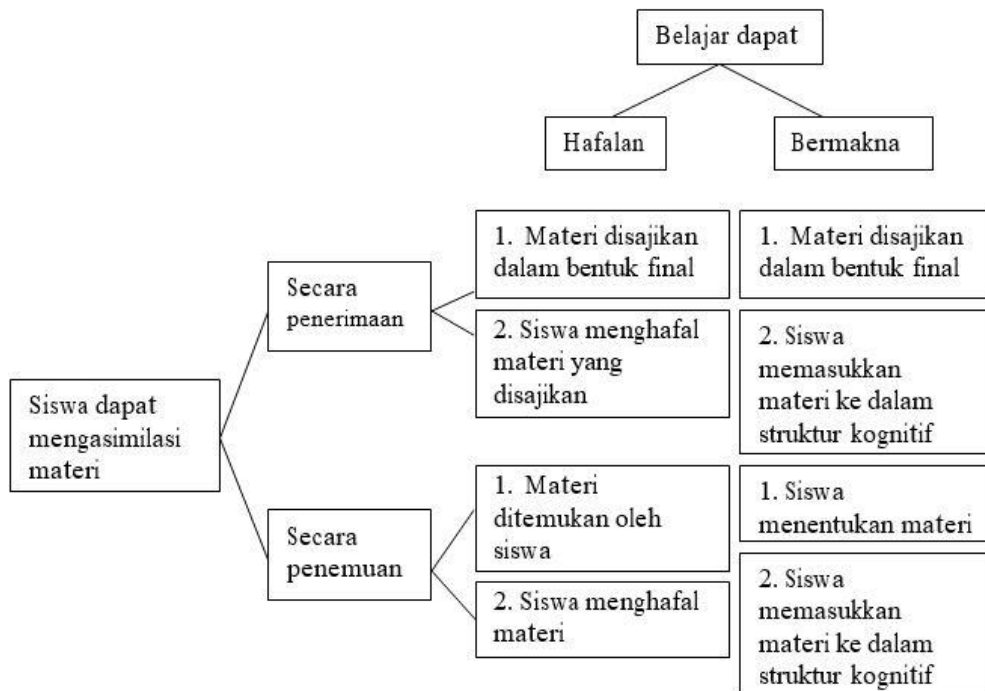 Belajar dapat
Hafalan
Bermakna
Siswa dapat
mengasimilasi
materi
Secara
penerimaan
1. Materi disajikan
dalam bentuk final
2. Siswa menghafal
materi yang
disajikan
1. Materi disajikan
dalam bentuk final
2. Siswa
memasukkan
materi ke dalam
struktur kognitif
Secara
penemuan
1. Materi
ditemukan oleh
siswa
2. Siswa menghafal
materi
1. Siswa
menentukan materi
2. Siswa
memasukkan
materi ke dalam
struktur kognitif